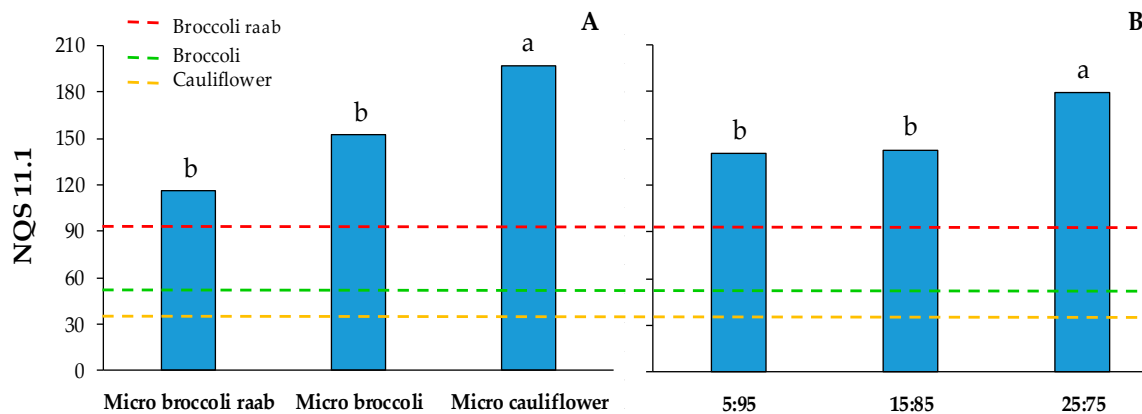 Broccoli raab
Broccoli
Cauliflower
A
B
NQS 11.1
210
180
150
120
90
60
30
0
b
b
a
b
b
a
Micro broccoli raab
Micro broccoli
Micro cauliflower
5:95
15:85
25:75